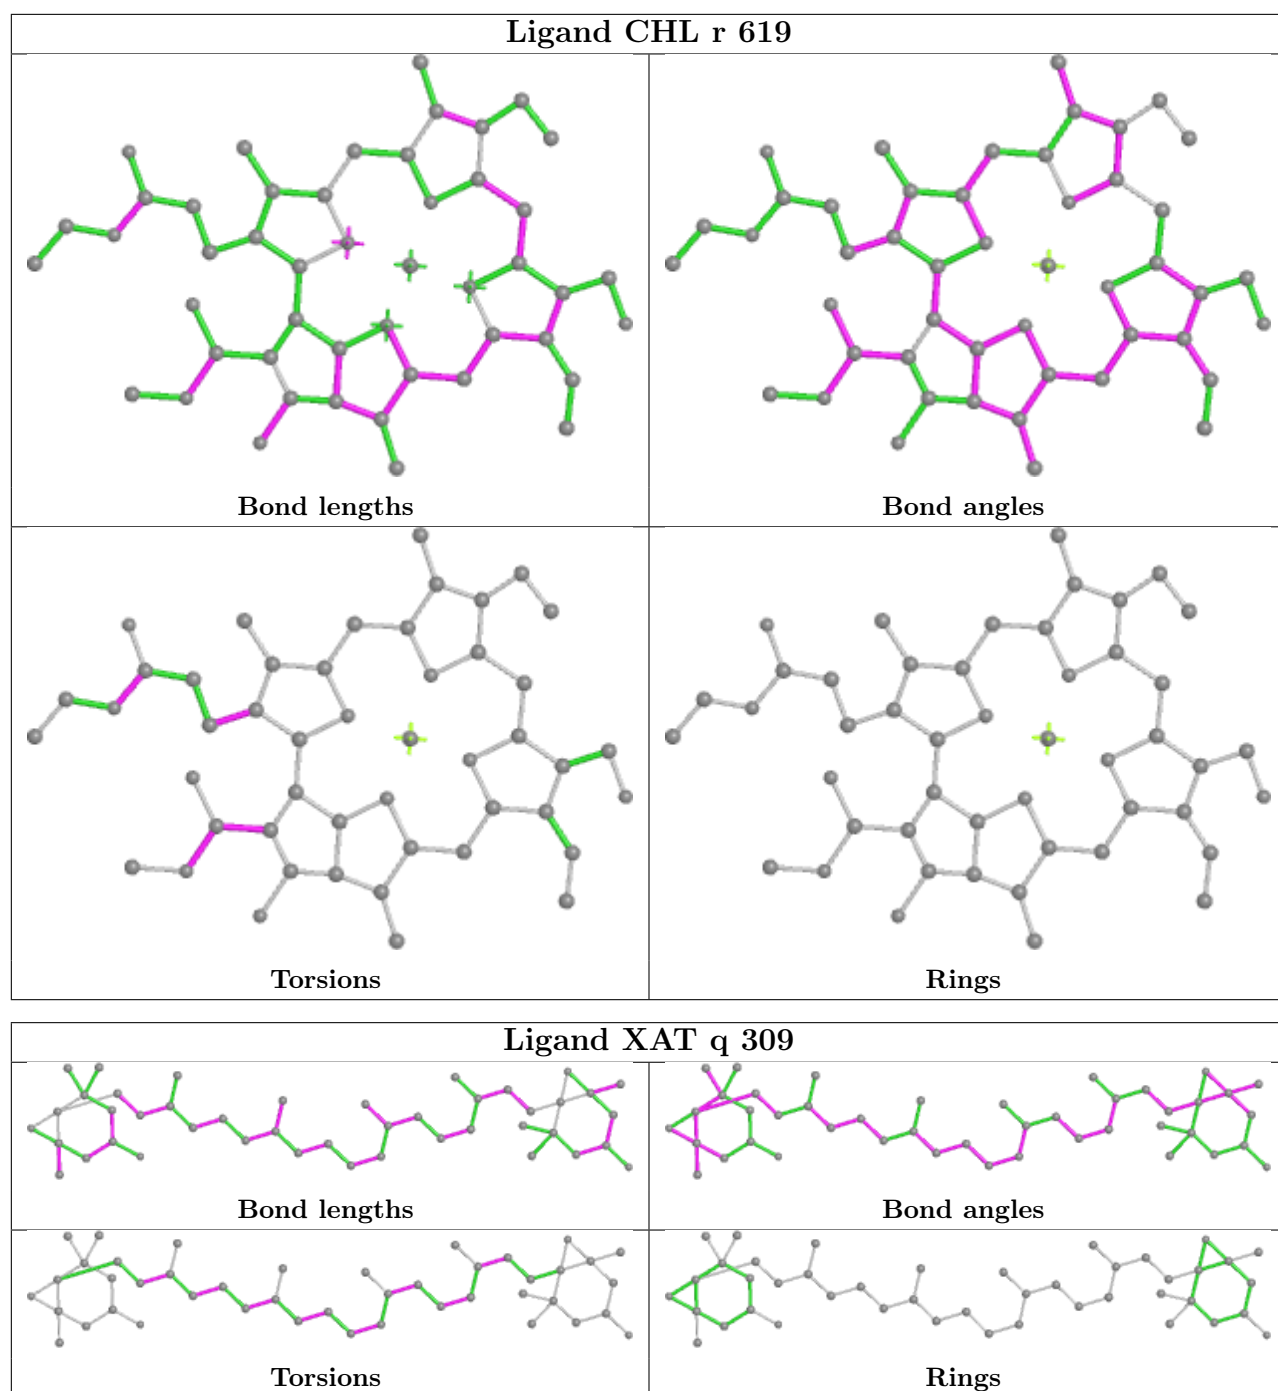 Ligand CHL r 619
Bond lengths
Bond angles
Torsions
Rings
Ligand XAT q 309
Bond lengths
Bond angles
Torsions
Rings